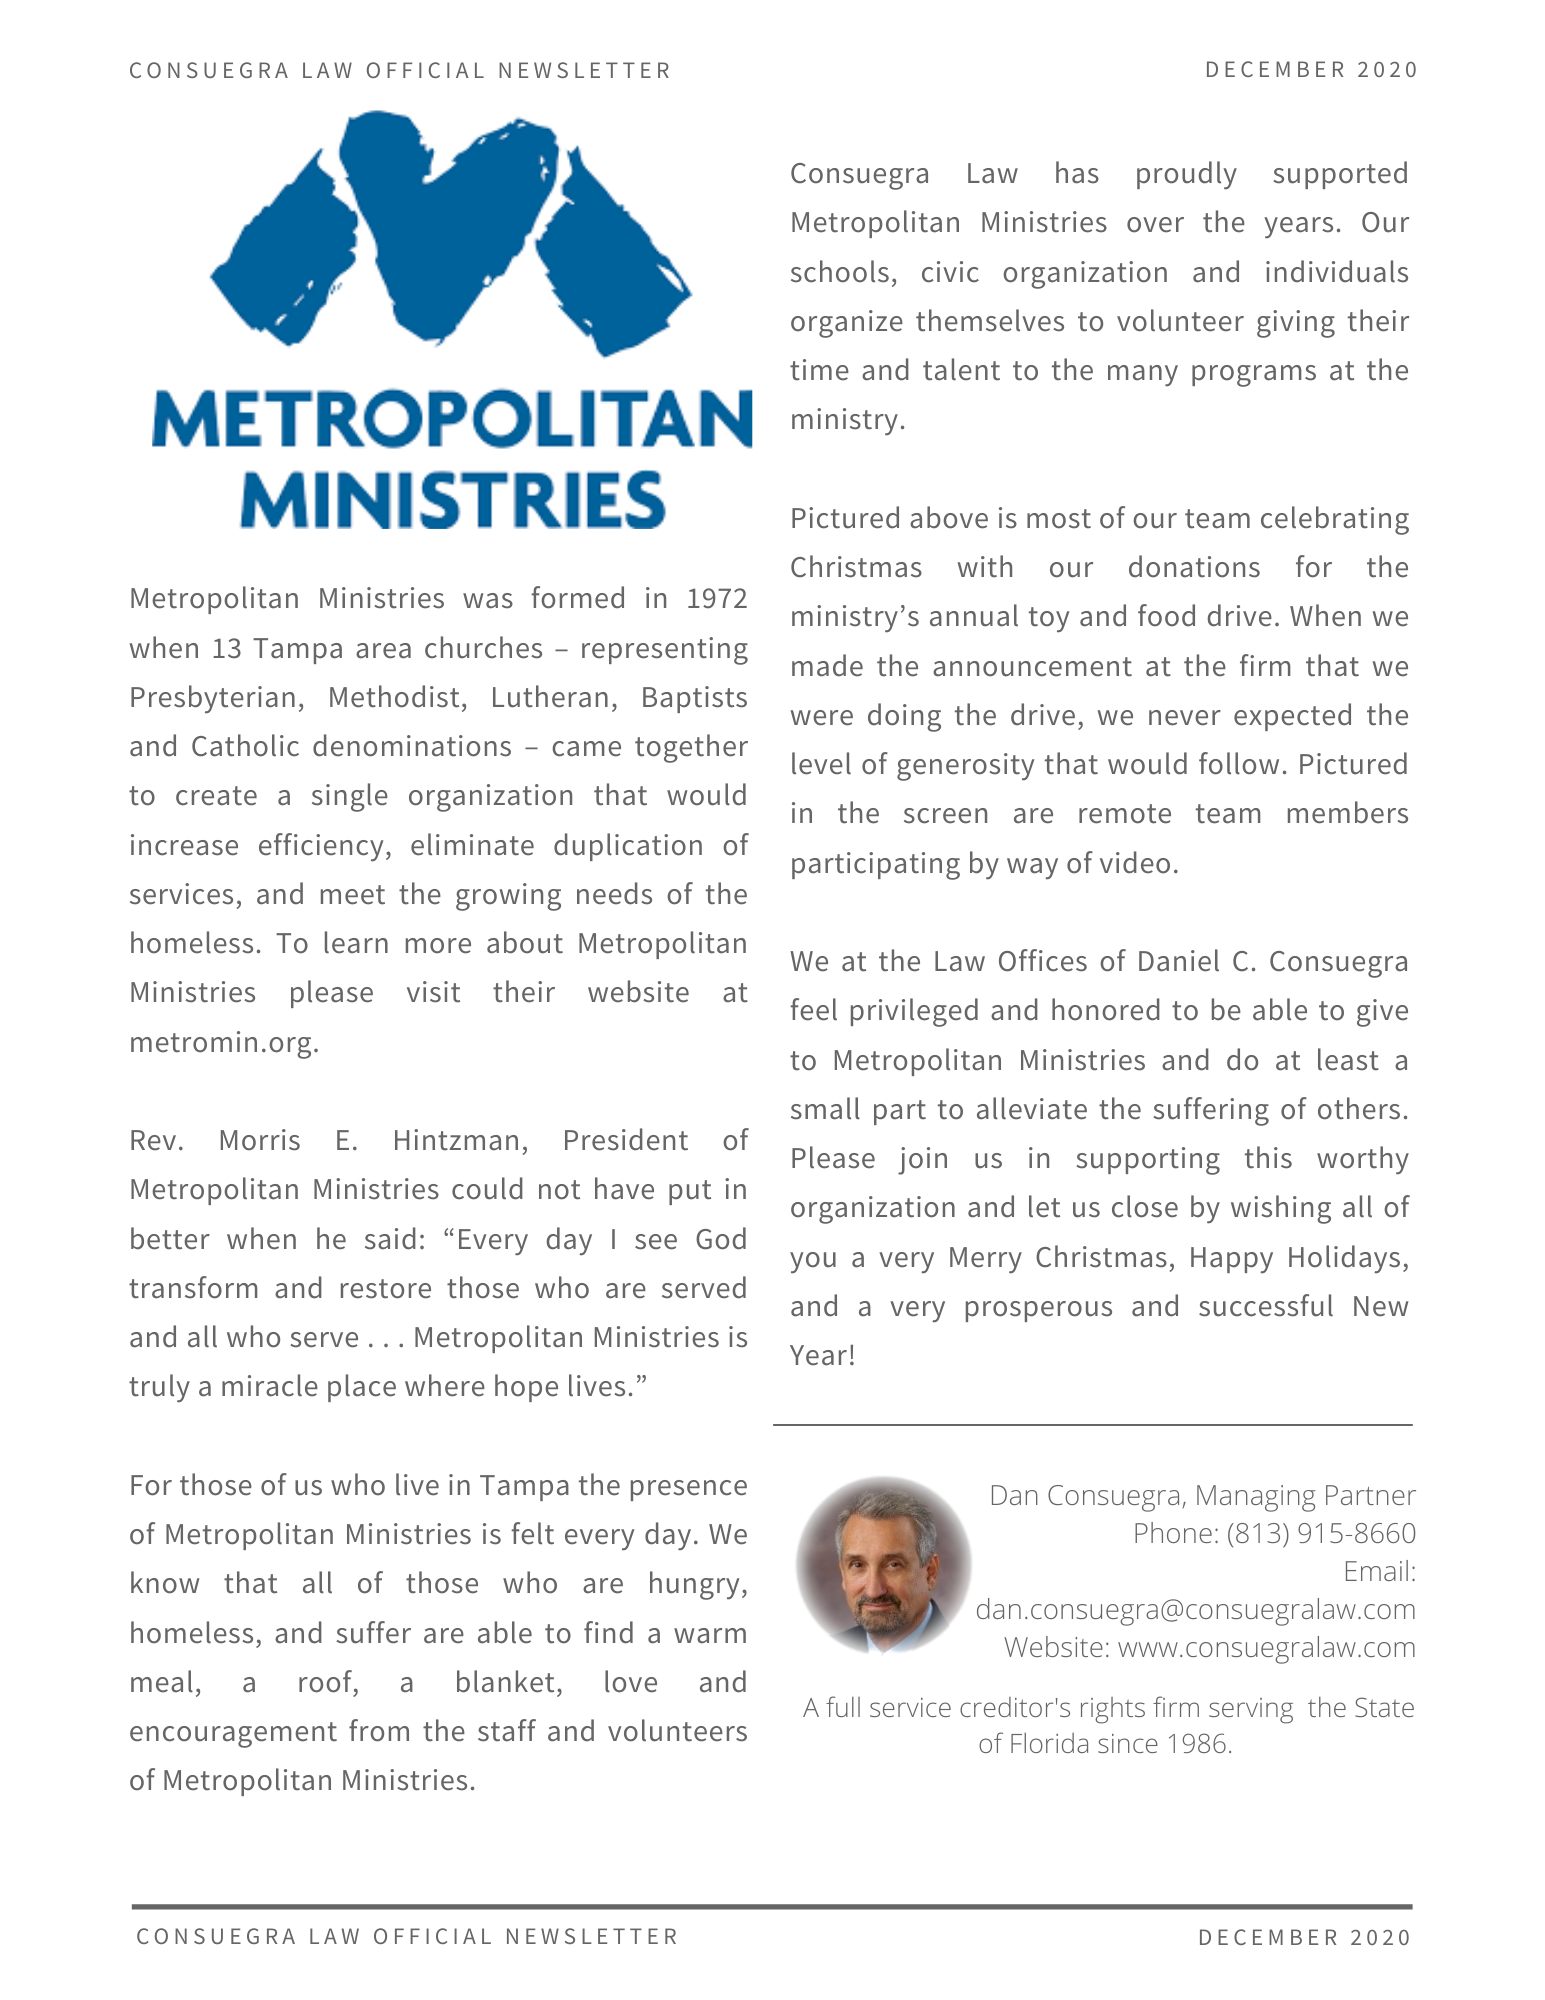 CONSUEGRA LAW OFFICIAL NEWSLETTER
DECEMBER 2020
METROPOLITAN
MINISTRIES
Metropolitan Ministries was formed in 1972
when 13 Tampa area churches – representing
Presbyterian, Methodist, Lutheran, Baptists
and Catholic denominations – came together
to create a single organization that would
increase efficiency, eliminate duplication of
services, and meet the growing needs of the
homeless. To learn more about Metropolitan
Ministries please visit their website at
metromin.org.
Rev. Morris E. Hintzman, President of
Metropolitan Ministries could not have put in
better when he said: “Every day I see God
transform and restore those who are served
and all who serve . . . Metropolitan Ministries is
truly a miracle place where hope lives.”
For those of us who live in Tampa the presence
of Metropolitan Ministries is felt every day. We
know that all of those who are hungry,
homeless, and suffer are able to find a warm
meal, a roof, a blanket, love and
encouragement from the staff and volunteers
of Metropolitan Ministries.
Consuegra Law has proudly supported
Metropolitan Ministries over the years. Our
schools, civic organization and individuals
organize themselves to volunteer giving their
time and talent to the many programs at the
ministry.
Pictured above is most of our team celebrating
Christmas with our donations for the
ministry’s annual toy and food drive. When we
made the announcement at the firm that we
were doing the drive, we never expected the
level of generosity that would follow. Pictured
in the screen are remote team members
participating by way of video.
We at the Law Offices of Daniel C. Consuegra
feel privileged and honored to be able to give
to Metropolitan Ministries and do at least a
small part to alleviate the suffering of others.
Please join us in supporting this worthy
organization and let us close by wishing all of
you a very Merry Christmas, Happy Holidays,
and a very prosperous and successful New
Year!
Dan Consuegra, Managing Partner
Phone: (813) 915-8660
Email:
dan.consuegra@consuegralaw.com
Website: www.consuegralaw.com
A full service creditor's rights firm serving the State
of Florida since 1986.
CONSUEGRA LAW OFFICIAL NEWSLETTER
DECEMBER 2020